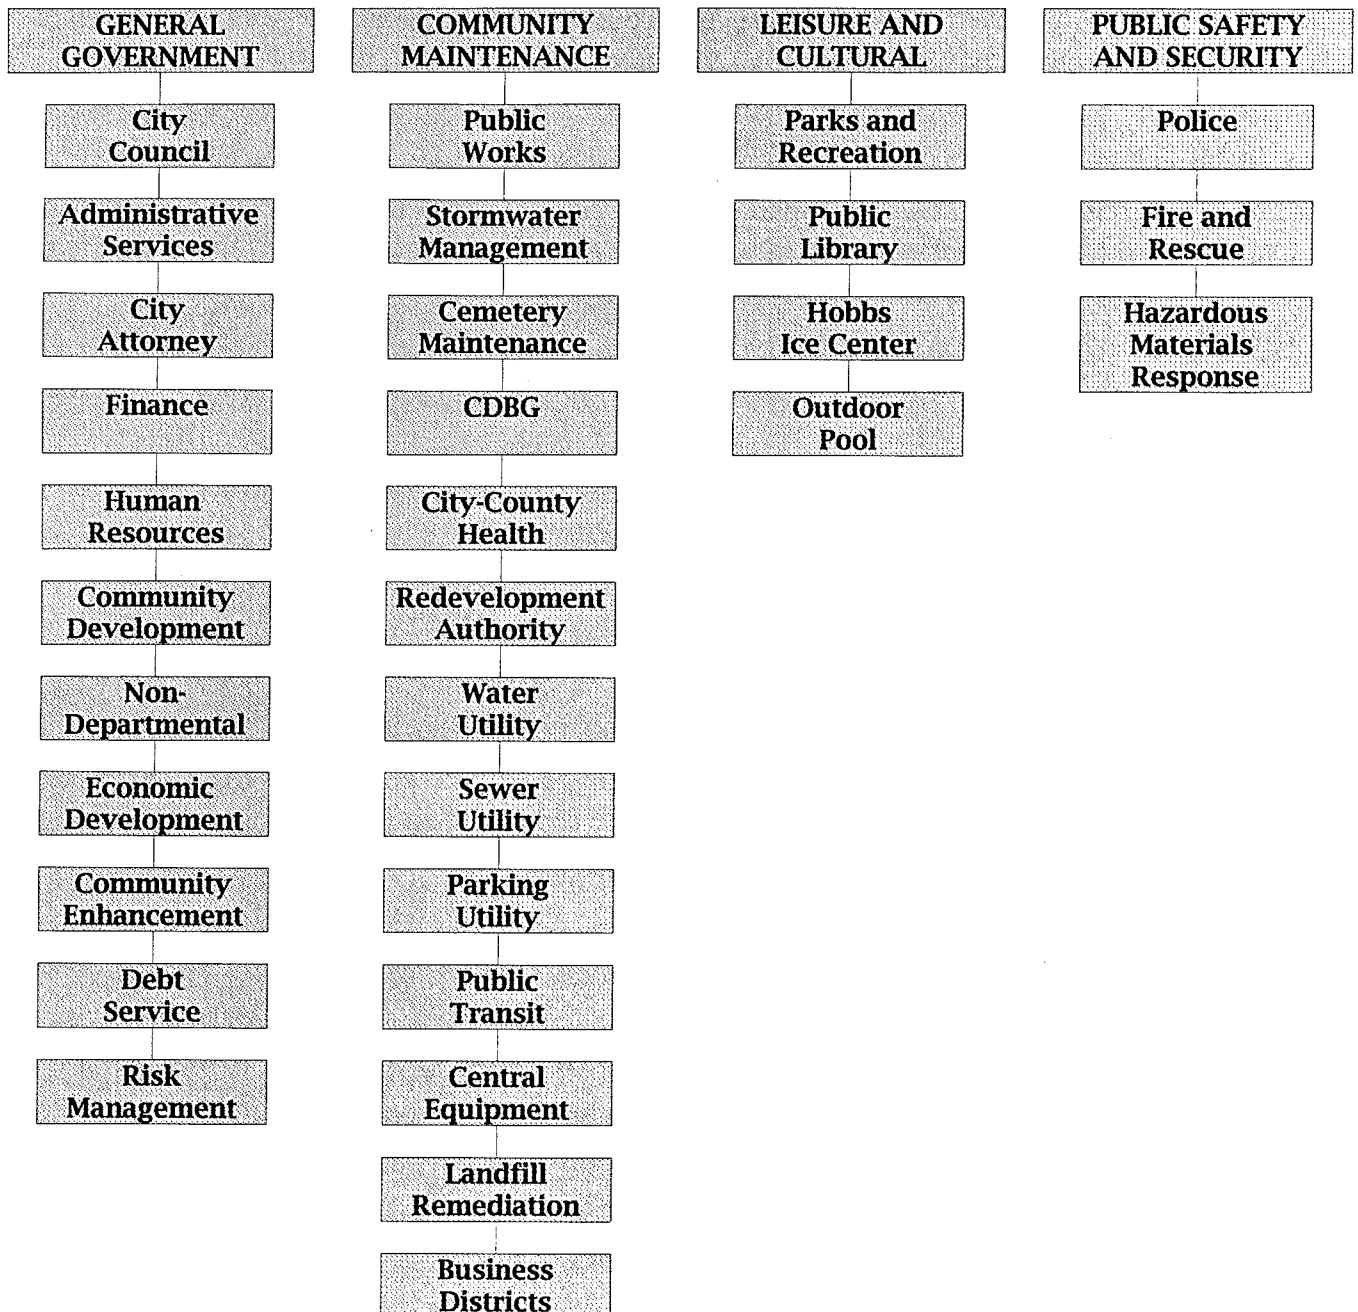 GENERAL
GOVERNMENT
City
Council
Administrative
Services
City
Attorney
Finance
Human
Resources
Community
Development
Non-
Departmental
Economic
Development
Community
Enhancement
Debt
Service
Risk
Management
COMMUNITY
MAINTENANCE
Public
Works
Stormwater
Management
Cemetery
Maintenance
CDBG
City-County
Health
Redevelopment
Authority
Water
Utility
Sewer
Utility
Parking
Utility
Public
Transit
Central
Equipment
Landfill
Remediation
Business
Districts
LEISURE AND
CULTURAL
Parks and
Recreation
Public
Library
Hobbs
Ice Center
Outdoor
Pool
PUBLIC SAFETY
AND SECURITY
Police
Fire and
Rescue
Hazardous
Materials
Response